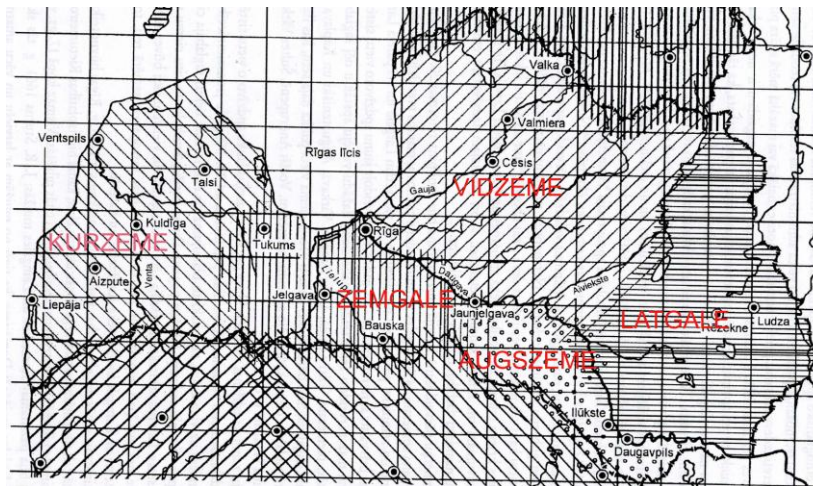 Valka
Valmiera
Ventspils
Rīgas līcis
Cēsis
Talsi
Gauja
VIDZEME
Kuldīga
Tukums
Rīga
KURZEME
Aizpute
Venta
Lielupe
Daugava
Aiviekste
Liepāja
Jelgava
ZEMGALE
Jaunjelgava
LATGALE
Rēzekne
Ludza
Bauska
AUGSZEME
Ilūkste
Daugavpils